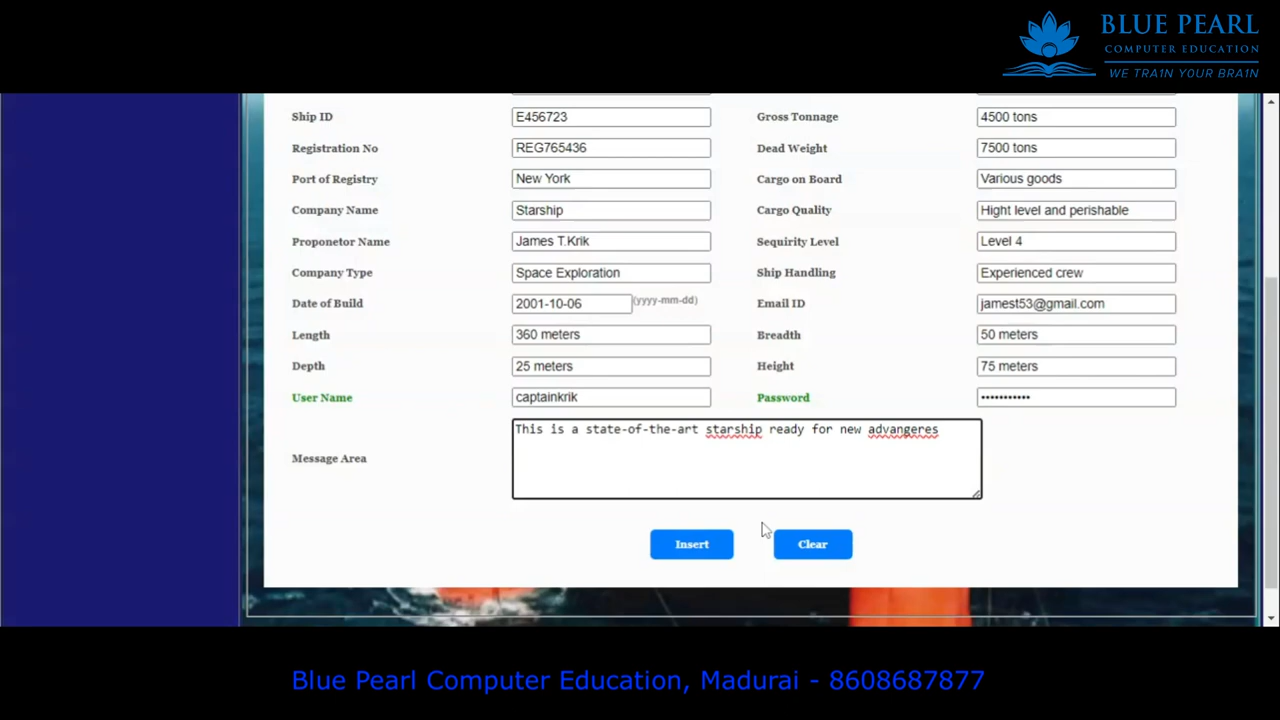 BLUE PEARL
COMPUTER EDUCATION
WE TRAIN YOUR BRAIN
Ship ID E456723 Gross Tonnage 4500 tons
Registration No REG765436 Dead Weight 7500 tons
Port of Registry New York Cargo on Board Various goods
Company Name Starship Cargo Quality Hight level and perishable
Proponetor Name James T.Krik Sequirity Level Level 4
Company Type Space Exploration Ship Handling Experienced crew
Date of Build 2001-10-06 (yyyy-mm-dd) Email ID jamest53@gmail.com
Length 360 meters Breadth 50 meters
Depth 25 meters Height 75 meters
User Name captainkrik Password •••••••••••
This is a state-of-the-art starship ready for new advangeres
Message Area
Insert Clear
Blue Pearl Computer Education, Madurai - 8608687877